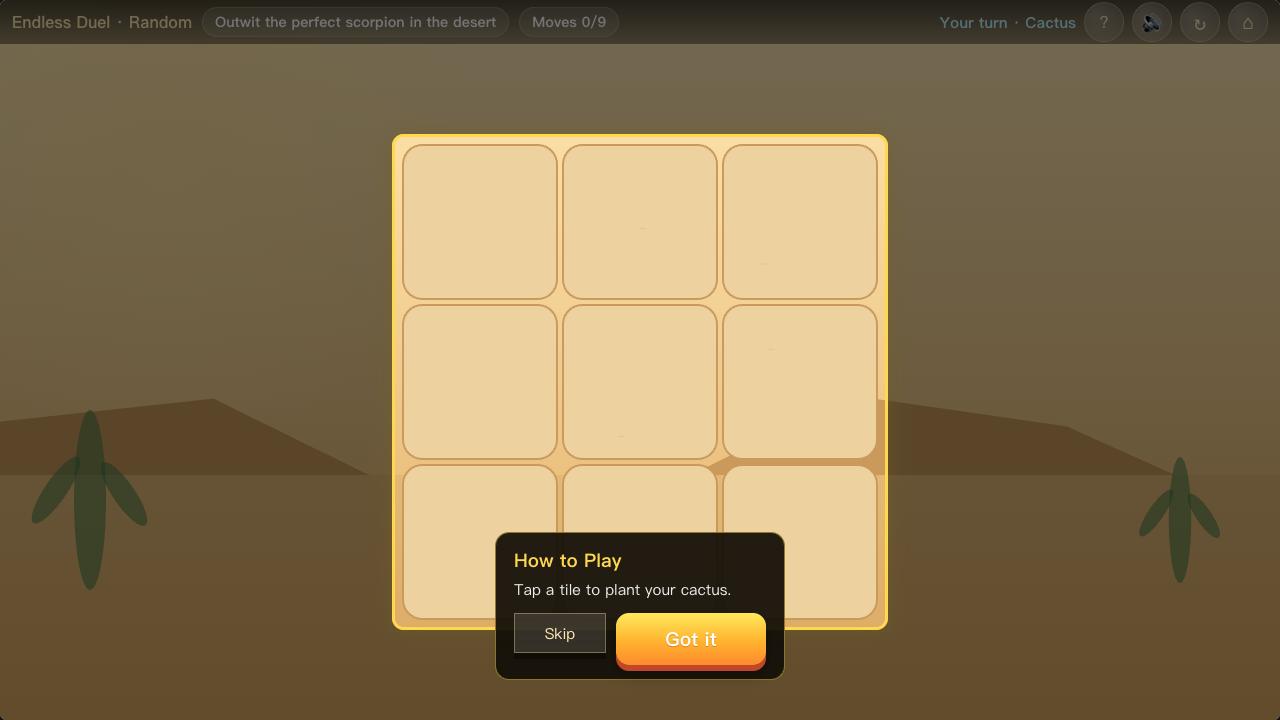 Endless Duel · Random
Outwit the perfect scorpion in the desert
Moves 0/9
Your turn · Cactus
?
How to Play
Tap a tile to plant your cactus.
Skip
Got it